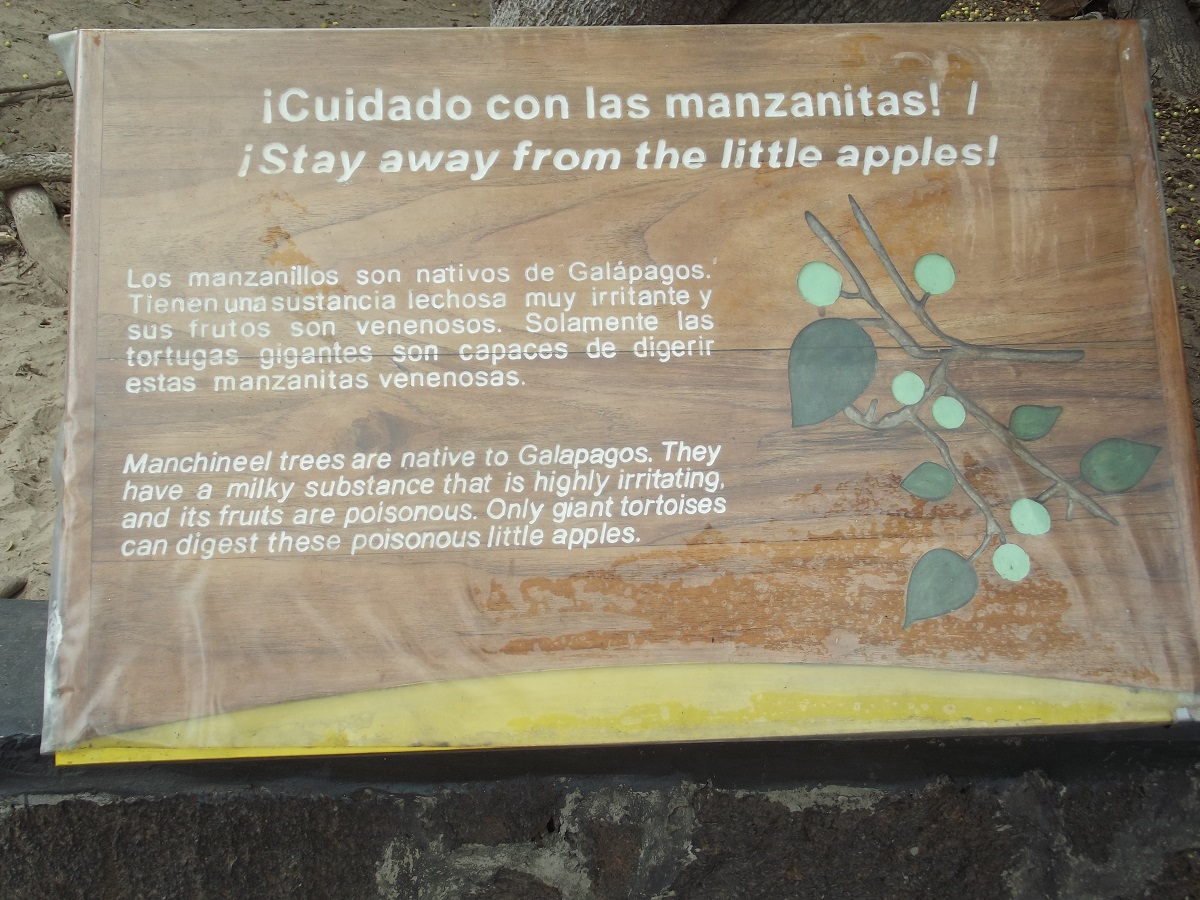 ¡Cuidado con las manzanitas! /
¡Stay away from the little apples!
Los manzanillos son nativos de Galápagos.
Tienen una sustancia lechosa muy irritante y
sus frutos son venenosos. Solamente las
tortugas gigantes son capaces de digerir
estas manzanitas venenosas.
Manchineel trees are native to Galapagos. They
have a milky substance that is highly irritating,
and its fruits are poisonous. Only giant tortoises
can digest these poisonous little apples.